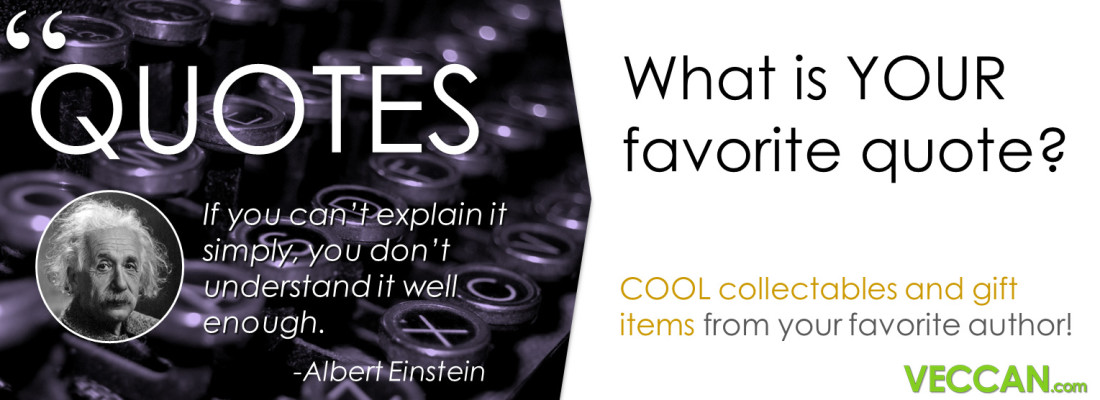 “
QUOTES
If you can’t explain it
simply, you don’t
understand it well
enough.
-Albert Einstein
What is YOUR
favorite quote?
COOL collectables and gift
items from your favorite author!
VECCAN.com